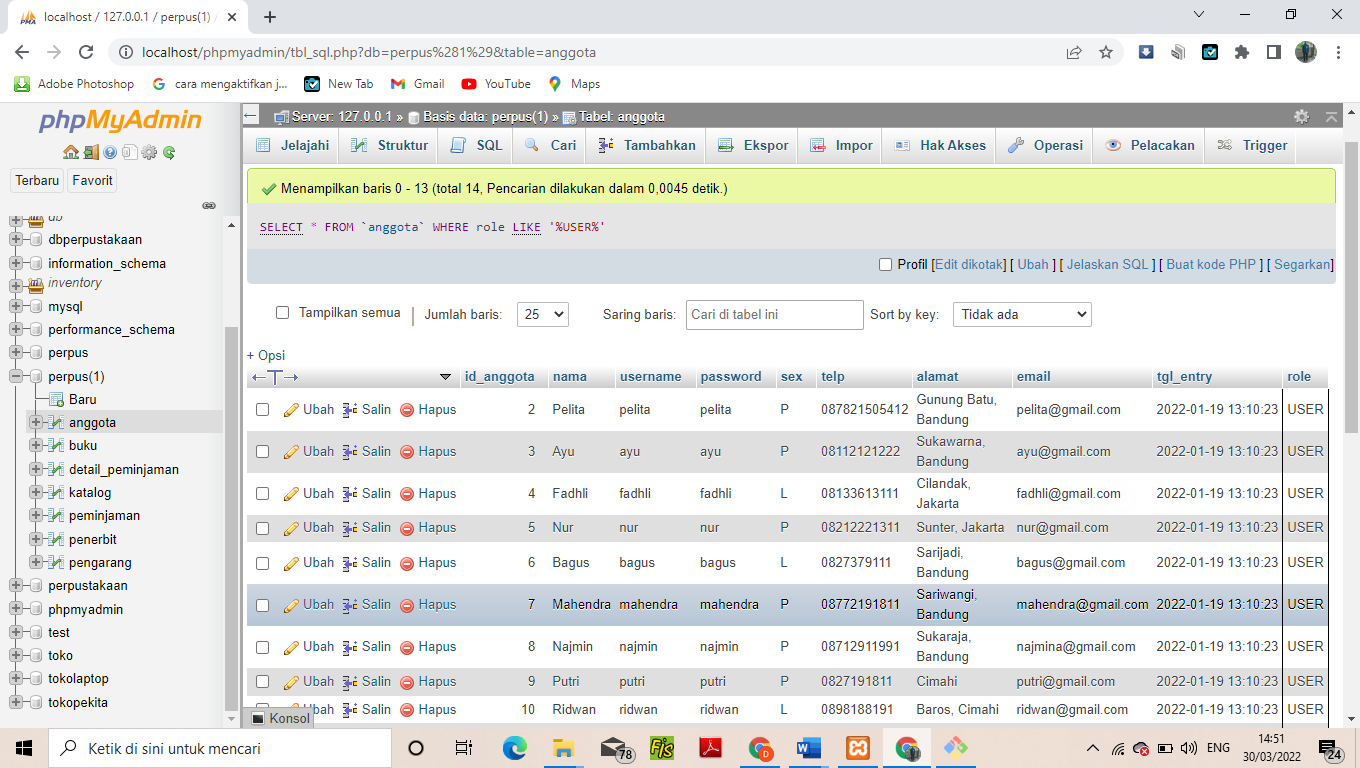 localhost / 127.0.0.1 / perpus(1) /
localhost/phpmyadmin/tbl_sql.php?db=perpus%281%29&table=anggota
Adobe Photoshop cara mengaktifkan j... New Tab Gmail YouTube Maps
phpMyAdmin
Terbaru Favorit
db
dbperpustakaan
information_schema
inventory
mysql
performance_schema
perpus
perpus(1)
Baru
anggota
buku
detail_peminjaman
katalog
peminjaman
penerbit
pengarang
perpustakaan
phpmyadmin
test
toko
tokolaptop
tokopekita
Server: 127.0.0.1 » Basis data: perpus(1) » Tabel: anggota
Jelajahi Struktur SQL Cari Tambahkan Ekspor Impor Hak Akses Operasi Pelacakan Trigger
Menampilkan baris 0 - 13 (total 14, Pencarian dilakukan dalam 0,0045 detik.)
SELECT * FROM `anggota` WHERE role LIKE '%USER%'
Profil [Edit dikotak] [ Ubah ] [ Jelaskan SQL ] [ Buat kode PHP ] [ Segarkan]
Tampilkan semua | Jumlah baris: 25 Saring baris: Cari di tabel ini Sort by key: Tidak ada
+ Opsi
←T→ id_anggota nama username password sex telp alamat email tgl_entry role
Ubah Salin Hapus 2 Pelita pelita pelita P 087821505412 Gunung Batu, Bandung pelita@gmail.com 2022-01-19 13:10:23 USER
Ubah Salin Hapus 3 Ayu ayu ayu P 08112121222 Sukawarna, Bandung ayu@gmail.com 2022-01-19 13:10:23 USER
Ubah Salin Hapus 4 Fadhli fadhli fadhli L 08133613111 Cilandak, Jakarta fadhli@gmail.com 2022-01-19 13:10:23 USER
Ubah Salin Hapus 5 Nur nur nur P 08212221311 Sunter, Jakarta nur@gmail.com 2022-01-19 13:10:23 USER
Ubah Salin Hapus 6 Bagus bagus bagus L 0827379111 Sarijadi, Bandung bagus@gmail.com 2022-01-19 13:10:23 USER
Ubah Salin Hapus 7 Mahendra mahendra mahendra P 08772191811 Sariwangi, Bandung mahendra@gmail.com 2022-01-19 13:10:23 USER
Ubah Salin Hapus 8 Najmin najmin najmin P 08712911991 Sukaraja, Bandung najmina@gmail.com 2022-01-19 13:10:23 USER
Ubah Salin Hapus 9 Putri putri putri P 0827191811 Cimahi putri@gmail.com 2022-01-19 13:10:23 USER
Ubah Salin Hapus 10 Ridwan ridwan ridwan L 0898188191 Baros, Cimahi ridwan@gmail.com 2022-01-19 13:10:23 USER
Konsol
Ketik di sini untuk mencari 78 Fis ENG 14:51
30/03/2022 24